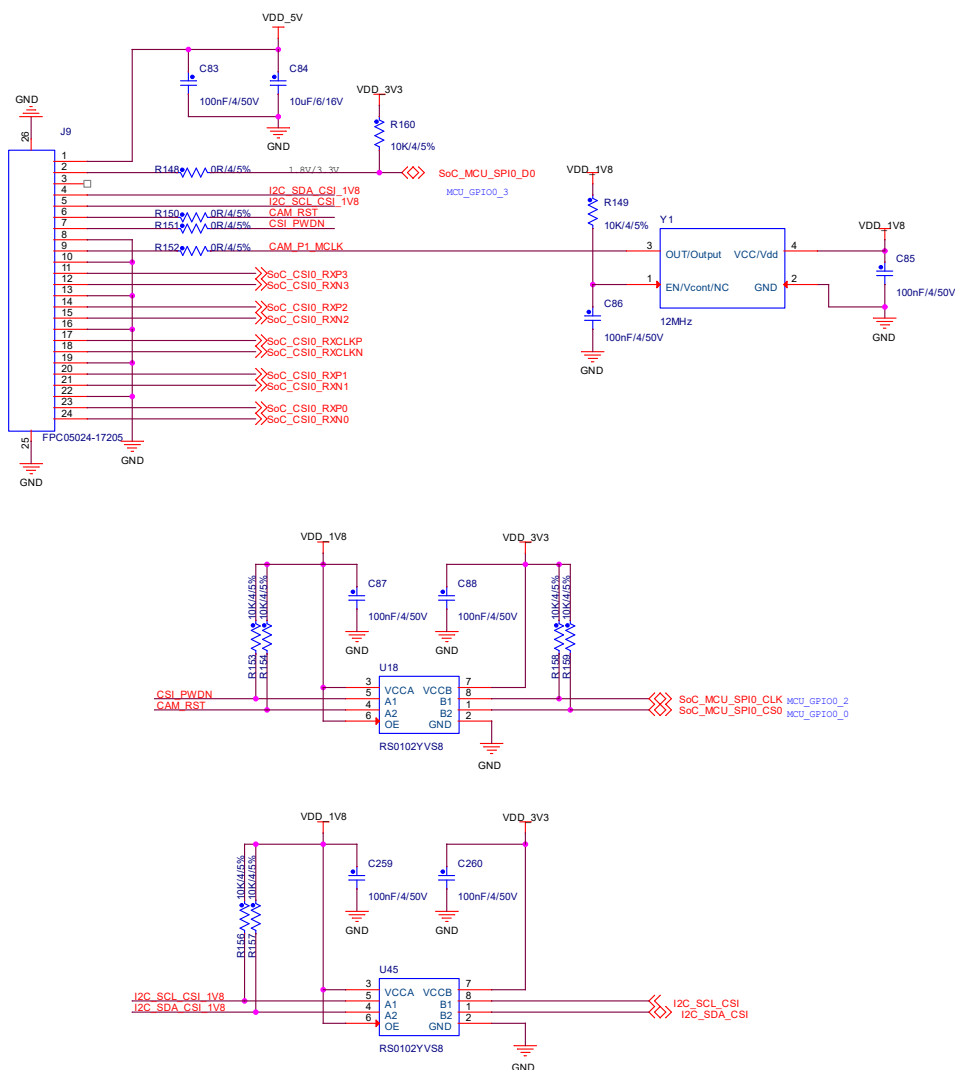 VDD_5V
C83
100nF/4/50V
C84
10uF/6/16V
GND
VDD_3V3
R160
10K/4/5%
GND
26
J9
1
2
3
4
5
6
7
8
9
10
11
12
13
14
15
16
17
18
19
20
21
22
23
24
R148 0R/4/5% 1.8V/3.3V SoC_MCU_SPI0_D0
MCU_GPIO0_3
I2C_SDA_CSI_1V8
I2C_SCL_CSI_1V8
R150 0R/4/5% CAM_RST
R151 0R/4/5% CSI_PWDN
R152 0R/4/5% CAM_P1_MCLK
SoC_CSI0_RXP3
SoC_CSI0_RXN3
SoC_CSI0_RXP2
SoC_CSI0_RXN2
SoC_CSI0_RXCLKP
SoC_CSI0_RXCLKN
SoC_CSI0_RXP1
SoC_CSI0_RXN1
SoC_CSI0_RXP0
SoC_CSI0_RXN0
25
FPC05024-17205
GND
GND
VDD_1V8
R149
10K/4/5%
Y1
3 OUT/Output VCC/Vdd 4
1 EN/Vcont/NC GND 2
12MHz
C86
100nF/4/50V
GND
VDD_1V8
C85
100nF/4/50V
GND
VDD_1V8
VDD_3V3
10K/4/5%
10K/4/5%
R153
R154
C87
100nF/4/50V
GND
C88
100nF/4/50V
GND
10K/4/5%
10K/4/5%
R158
R159
U18
3 VCCA VCCB 7
CSI_PWDN 5 A1 B1 8 SoC_MCU_SPI0_CLK MCU_GPIO0_2
CAM_RST 4 A2 B2 1 SoC_MCU_SPI0_CS0 MCU_GPIO0_0
6 OE GND 2
RS0102YVS8
GND
VDD_1V8
VDD_3V3
10K/4/5%
10K/4/5%
R156
R157
C259
100nF/4/50V
GND
C260
100nF/4/50V
GND
U45
3 VCCA VCCB 7
I2C_SCL_CSI_1V8 5 A1 B1 8 I2C_SCL_CSI
I2C_SDA_CSI_1V8 4 A2 B2 1 I2C_SDA_CSI
6 OE GND 2
RS0102YVS8
GND